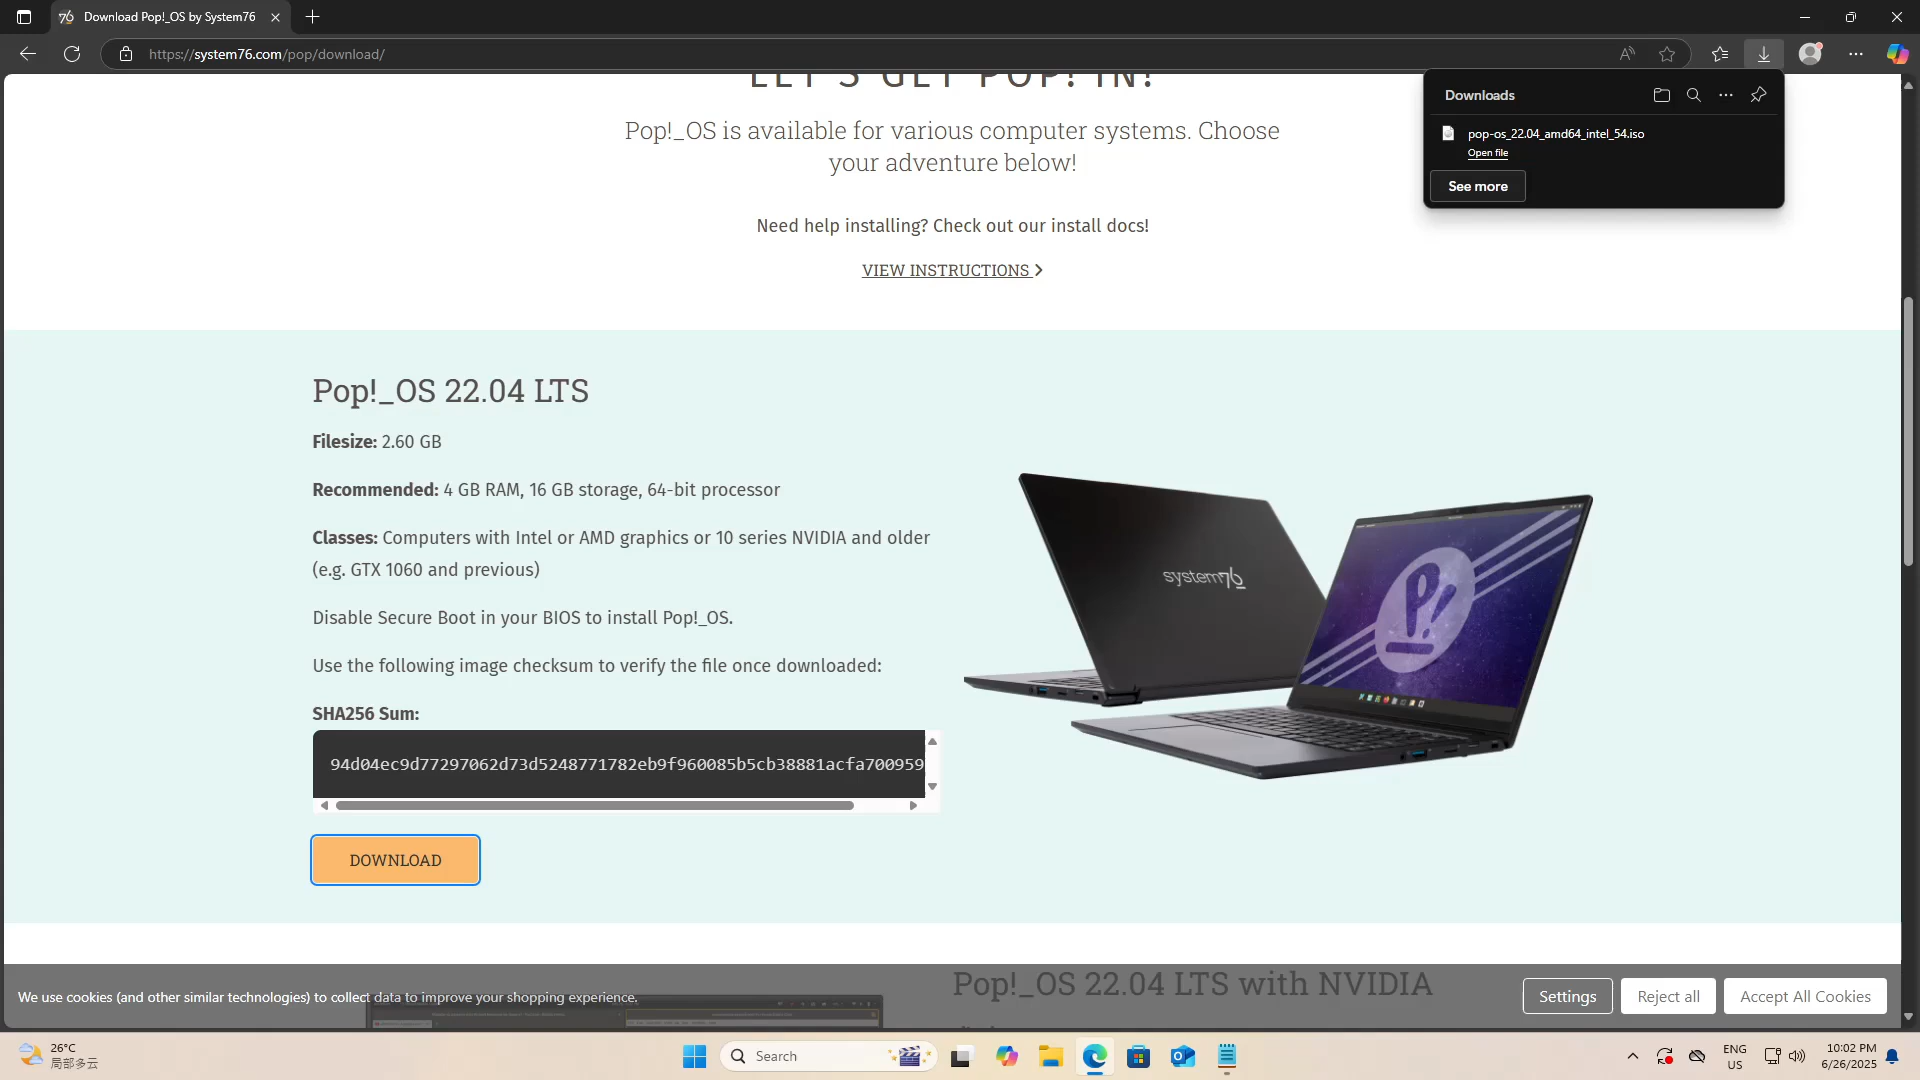 Download Pop!_OS by System76
https://system76.com/pop/download/
LET'S GET POP! IN!
Pop!_OS is available for various computer systems. Choose
your adventure below!
Need help installing? Check out our install docs!
VIEW INSTRUCTIONS
Downloads
pop-os_22.04_amd64_intel_54.iso
Open file
See more
Pop!_OS 22.04 LTS
Filesize: 2.60 GB
Recommended: 4 GB RAM, 16 GB storage, 64-bit processor
Classes: Computers with Intel or AMD graphics or 10 series NVIDIA and older
(e.g. GTX 1060 and previous)
Disable Secure Boot in your BIOS to install Pop!_OS.
Use the following image checksum to verify the file once downloaded:
SHA256 Sum:
94d04ec9d77297062d73d5248771782eb9f960085b5cb38881acfa700959
DOWNLOAD
system76
P!
Pop!_OS 22.04 LTS with NVIDIA
We use cookies (and other similar technologies) to collect data to improve your shopping experience.
Settings
Reject all
Accept All Cookies
26°C
局部多云
Search
ENG
US
10:02 PM
6/26/2025